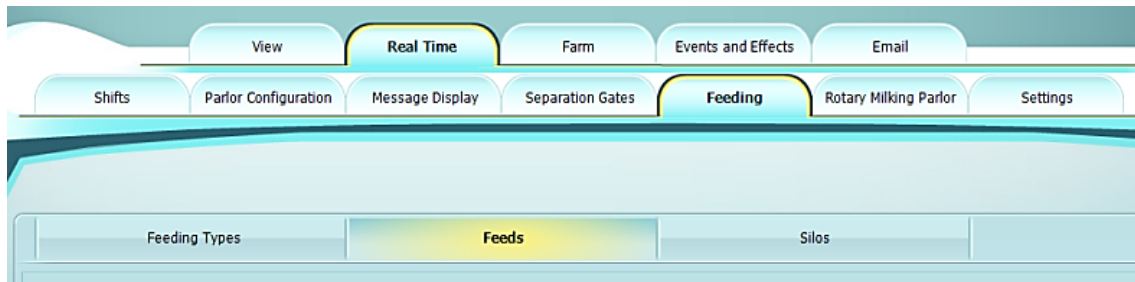 View Real Time Farm Events and Effects Email
Shifts Parlor Configuration Message Display Separation Gates Feeding Rotary Milking Parlor Settings
Feeding Types Feeds Silos